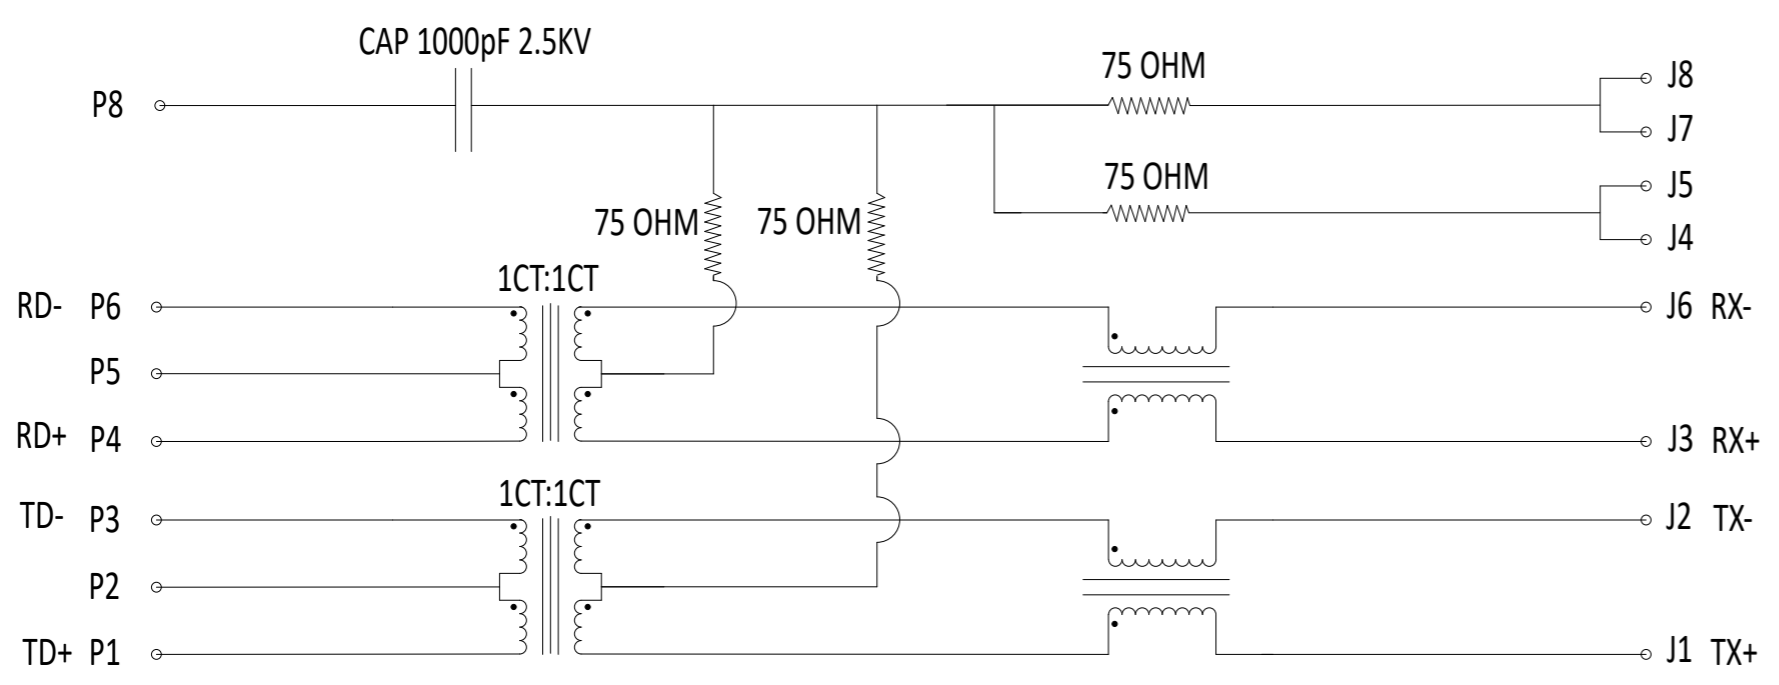 CAP 1000pF 2.5KV
75 OHM
J8
P8
J7
75 OHM
J5
75 OHM
75 OHM
J4
1CT:1CT
RD- P6
J6 RX-
P5
RD+ P4
J3 RX+
1CT:1CT
TD- P3
J2 TX-
P2
TD+ P1
J1 TX+